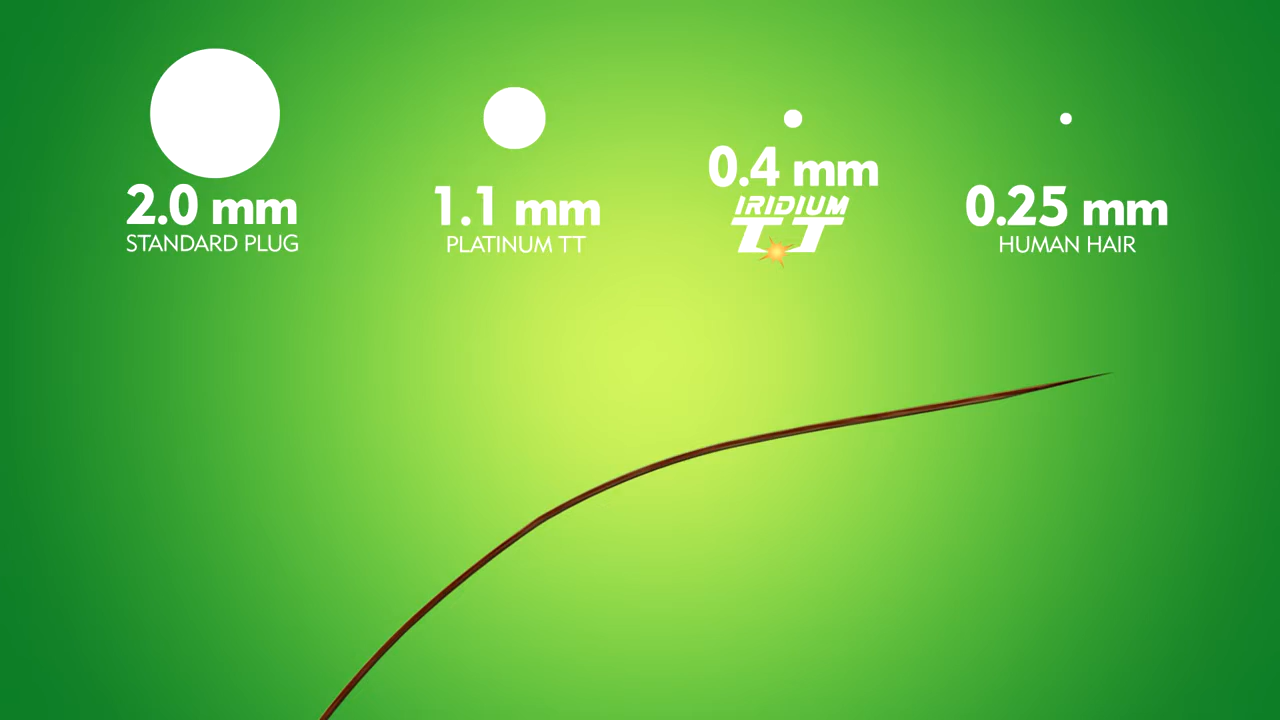 2.0 mm
STANDARD PLUG
1.1 mm
PLATINUM TT
0.4 mm
IRIDIUM
TT
0.25 mm
HUMAN HAIR